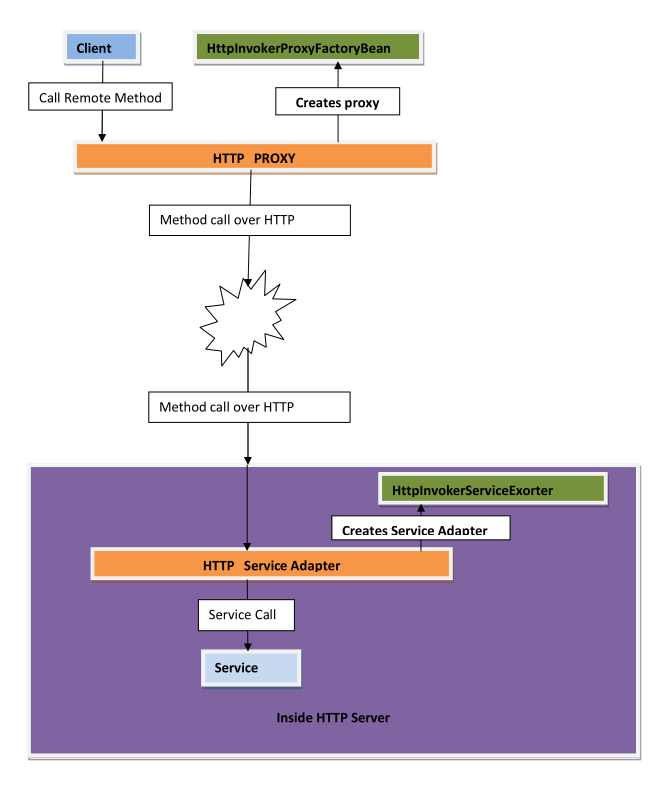 Client
HttpInvokerProxyFactoryBean
Call Remote Method
Creates proxy
HTTP PROXY
Method call over HTTP
Method call over HTTP
HttpInvokerServiceExorter
Creates Service Adapter
HTTP Service Adapter
Service Call
Service
Inside HTTP Server